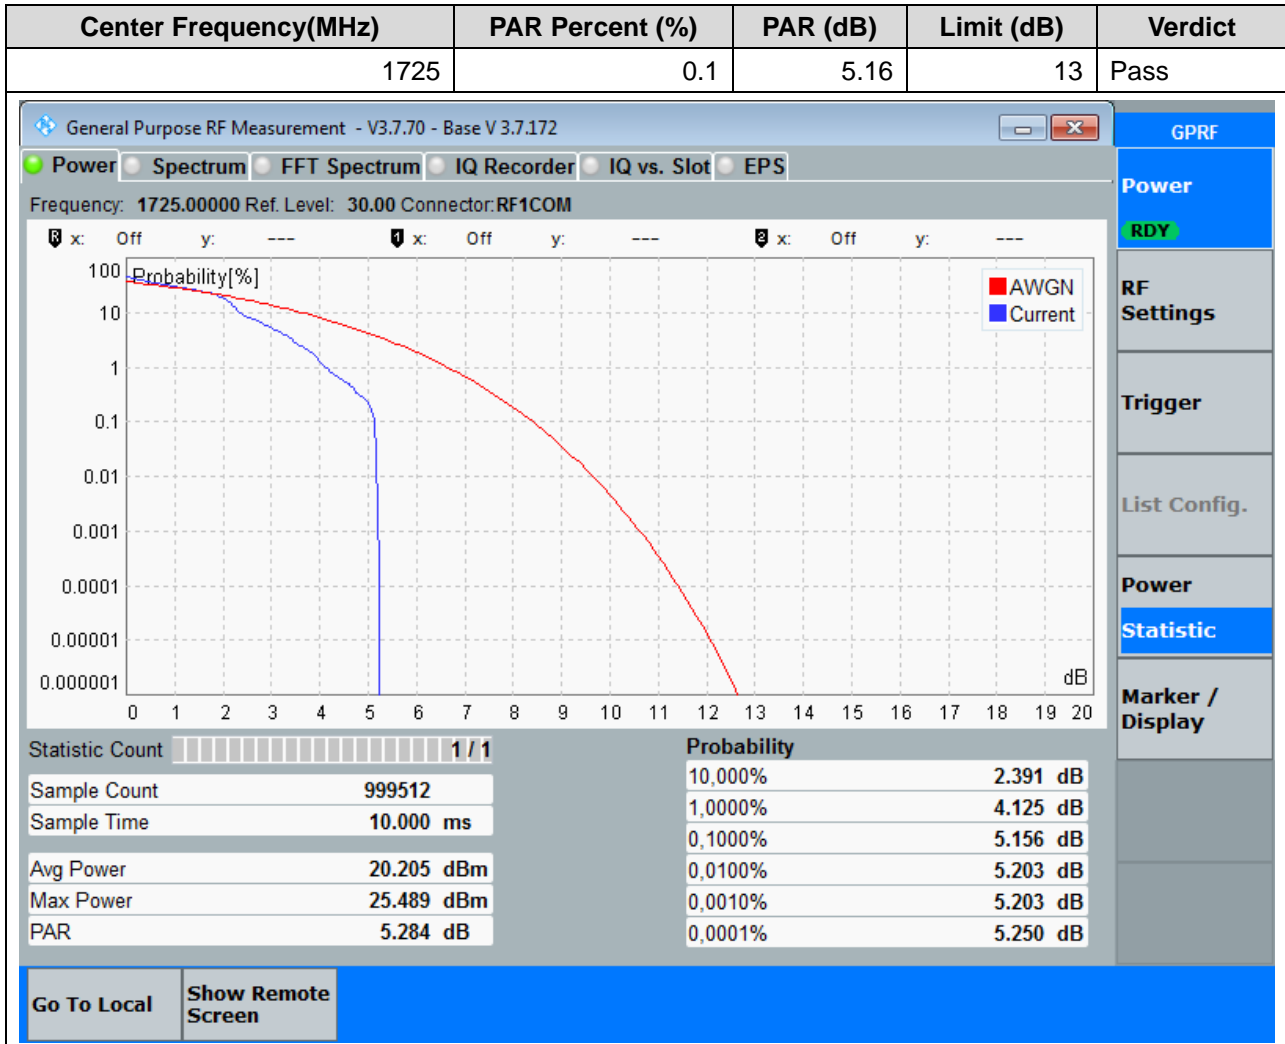 Center Frequency(MHz) PAR Percent (%) PAR (dB) Limit (dB) Verdict
1725 0.1 5.16 13 Pass
General Purpose RF Measurement - V3.7.70 - Base V 3.7.172
GPRF
Power Spectrum FFT Spectrum IQ Recorder IQ vs. Slot EPS
Frequency: 1725.00000 Ref. Level: 30.00 Connector: RF1COM
R x: Off y: --- 1 x: Off y: --- 2 x: Off y: ---
Probability[%]
AWGN
Current
100
10
1
0.1
0.01
0.001
0.0001
0.00001
0.000001
dB
0 1 2 3 4 5 6 7 8 9 10 11 12 13 14 15 16 17 18 19 20
Statistic Count 1 / 1
Sample Count 999512
Sample Time 10.000 ms
Avg Power 20.205 dBm
Max Power 25.489 dBm
PAR 5.284 dB
Probability
10,000% 2.391 dB
1,0000% 4.125 dB
0,1000% 5.156 dB
0,0100% 5.203 dB
0,0010% 5.203 dB
0,0001% 5.250 dB
Power
RDY
RF
Settings
Trigger
List Config.
Power
Statistic
Marker /
Display
Go To Local
Show Remote
Screen